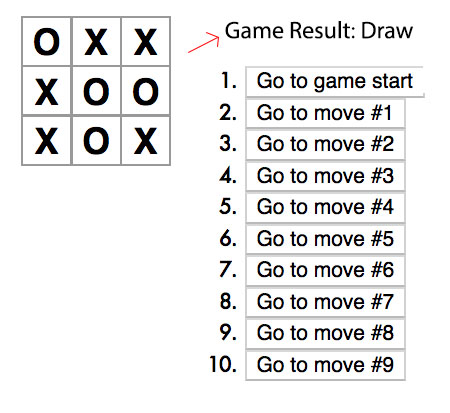 O X X
X O O
X O X
Game Result: Draw
1. Go to game start
2. Go to move #1
3. Go to move #2
4. Go to move #3
5. Go to move #4
6. Go to move #5
7. Go to move #6
8. Go to move #7
9. Go to move #8
10. Go to move #9